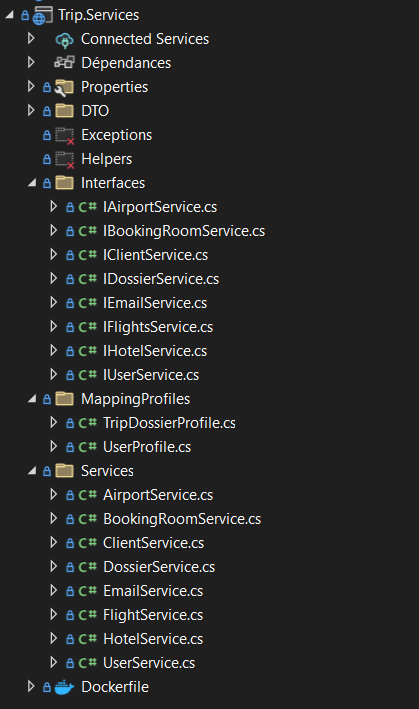 Trip.Services
Connected Services
Dépendances
Properties
DTO
Exceptions
Helpers
Interfaces
C# IAirportService.cs
C# IBookingRoomService.cs
C# IClientService.cs
C# IDossierService.cs
C# IEmailService.cs
C# IFlightsService.cs
C# IHotelService.cs
C# IUserService.cs
MappingProfiles
C# TripDossierProfile.cs
C# UserProfile.cs
Services
C# AirportService.cs
C# BookingRoomService.cs
C# ClientService.cs
C# DossierService.cs
C# EmailService.cs
C# FlightService.cs
C# HotelService.cs
C# UserService.cs
Dockerfile